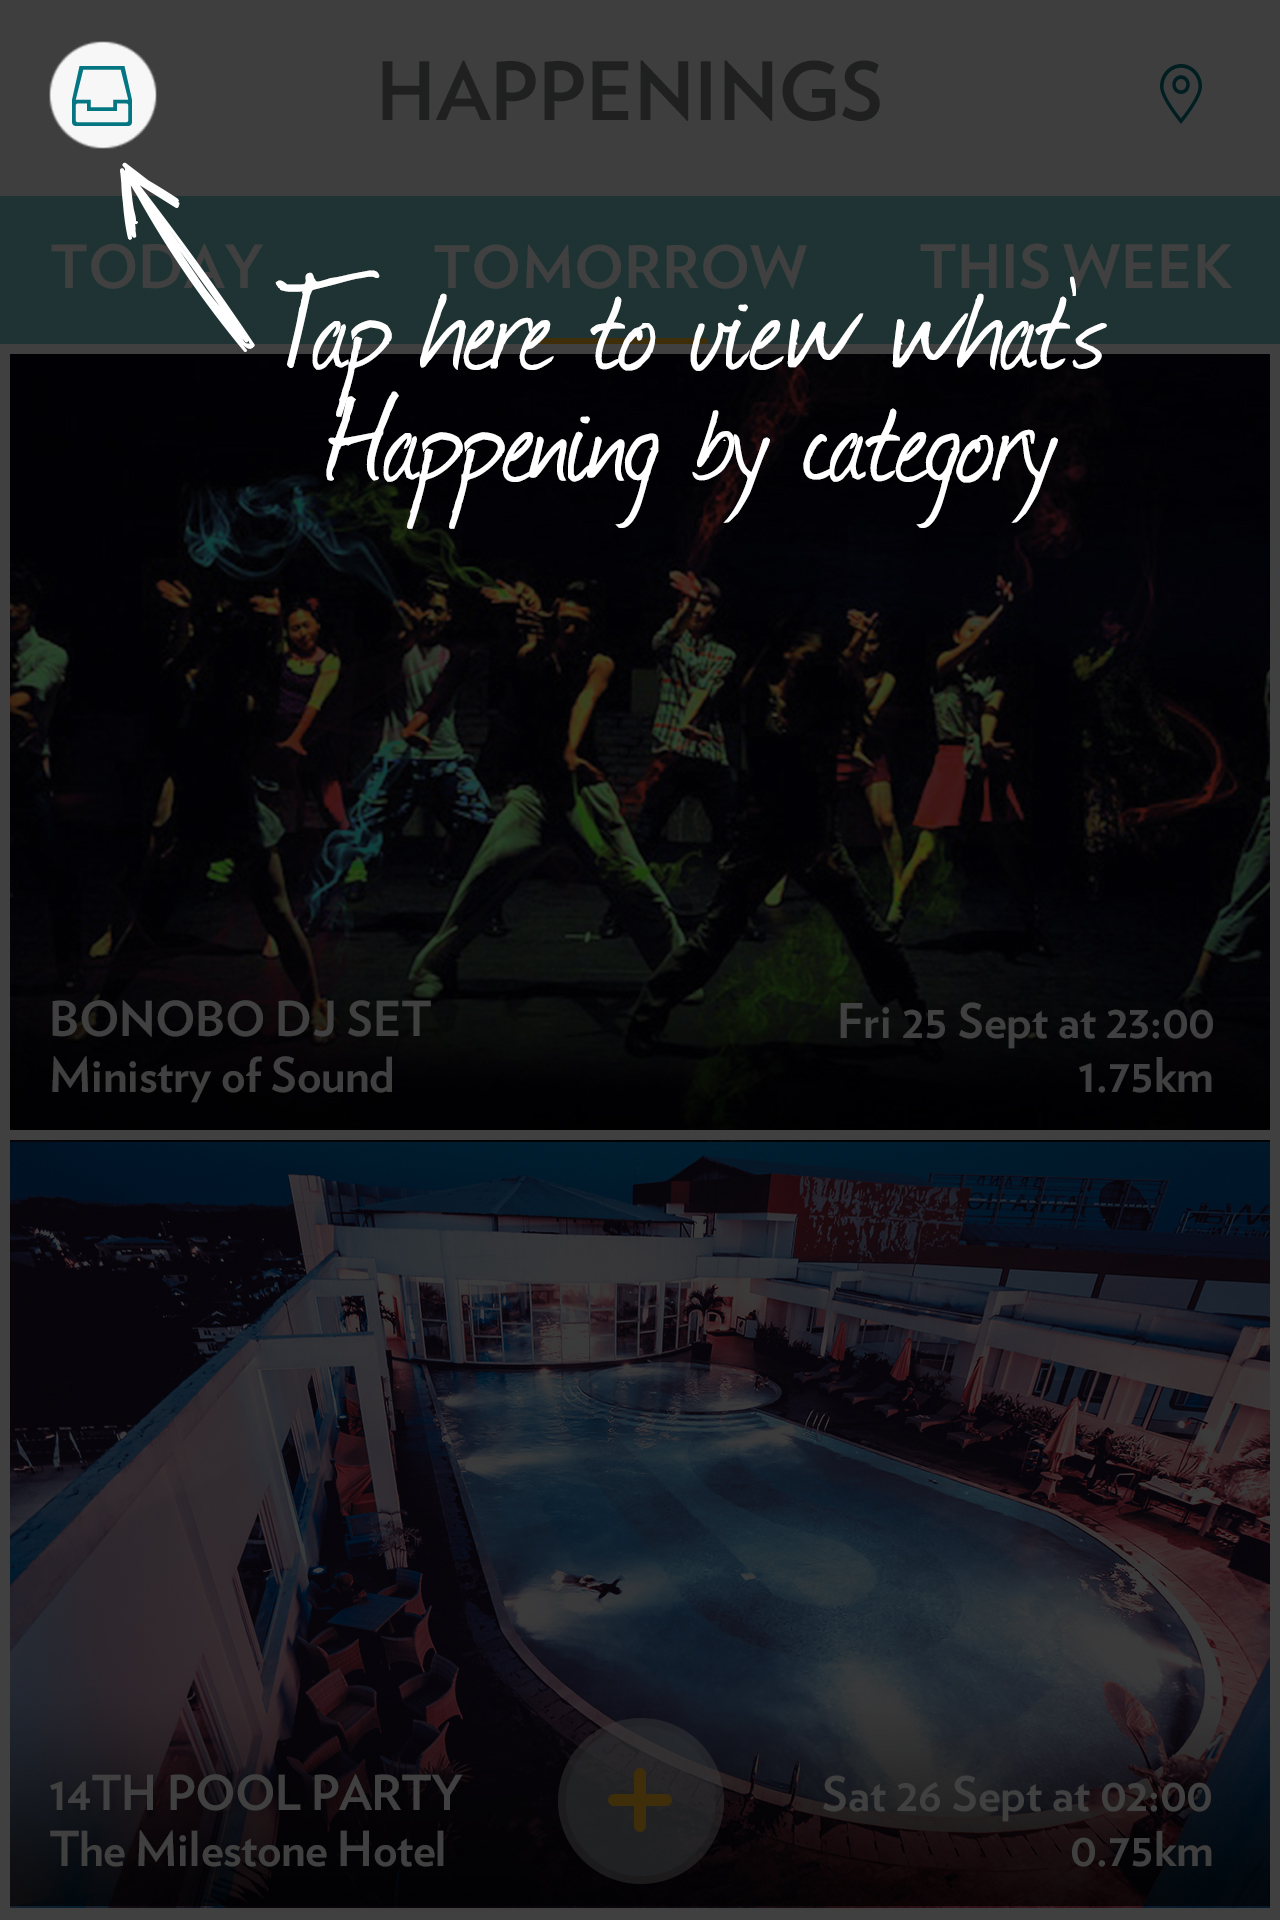 HAPPENINGS
TODAY TOMORROW THIS WEEK
Tap here to view what's
Happening by category
BONOBO DJ SET
Ministry of Sound
Fri 25 Sept at 23:00
1.75km
14TH POOL PARTY
The Milestone Hotel
Sat 26 Sept at 02:00
0.75km